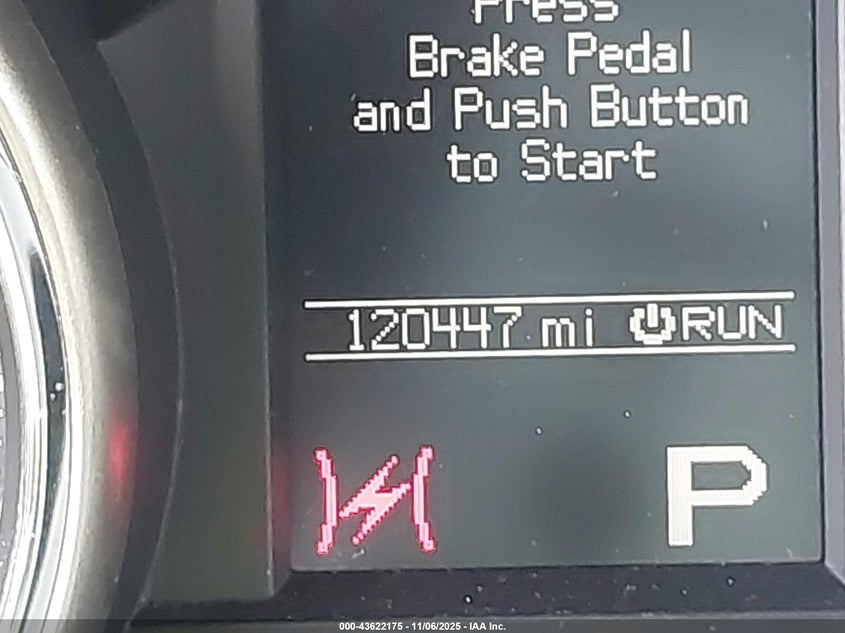 Press
Brake Pedal
and Push Button
to Start
120447 mi RUN
P
000-43622175 - 11/06/2025 - IAA Inc.